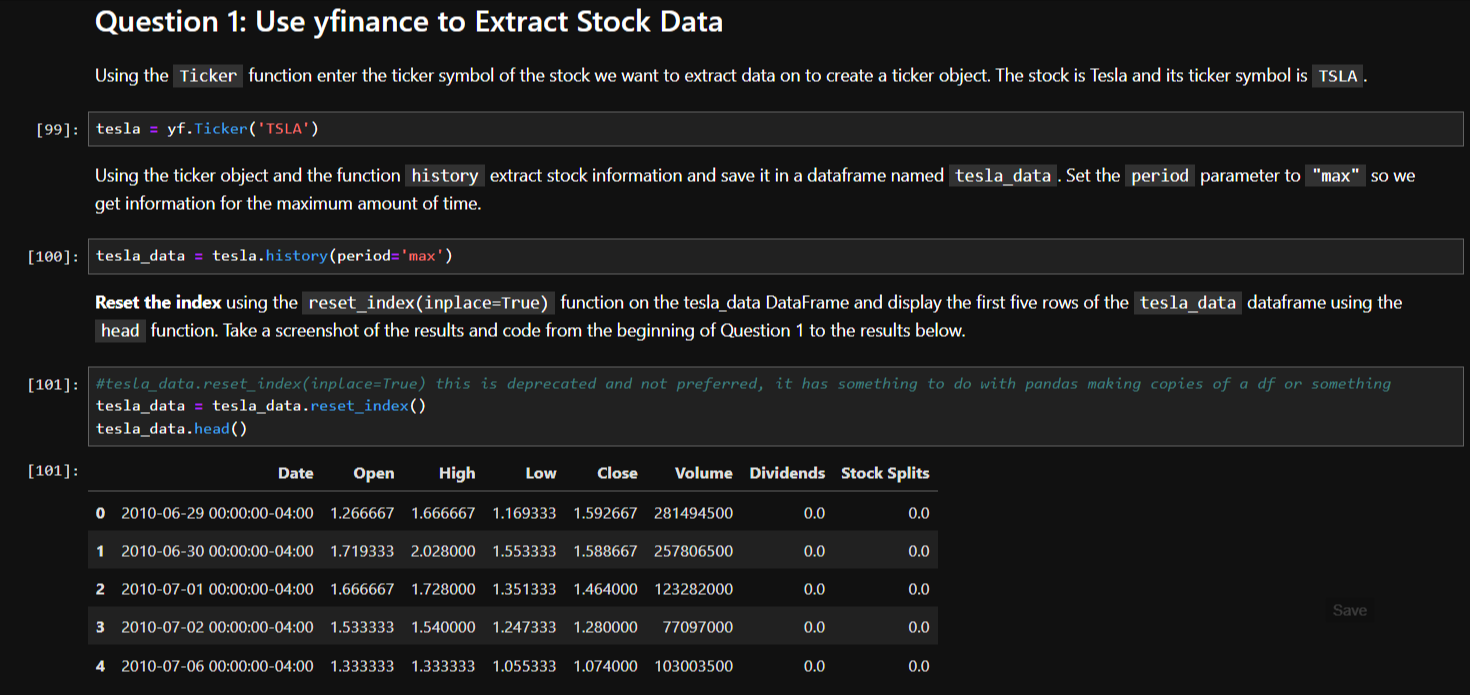 Question 1: Use yfinance to Extract Stock Data
Using the Ticker function enter the ticker symbol of the stock we want to extract data on to create a ticker object. The stock is Tesla and its ticker symbol is TSLA.
[99]: tesla = yf.Ticker('TSLA')
Using the ticker object and the function history extract stock information and save it in a dataframe named tesla_data. Set the period parameter to "max" so we
get information for the maximum amount of time.
[100]: tesla_data = tesla.history(period='max')
Reset the index using the reset_index(inplace=True) function on the tesla_data DataFrame and display the first five rows of the tesla_data dataframe using the
head function. Take a screenshot of the results and code from the beginning of Question 1 to the results below.
[101]: #tesla_data.reset_index(inplace=True) this is deprecated and not preferred, it has something to do with pandas making copies of a df or something
tesla_data = tesla_data.reset_index()
tesla_data.head()
[101]: Date Open High Low Close Volume Dividends Stock Splits
0 2010-06-29 00:00:00-04:00 1.266667 1.666667 1.169333 1.592667 281494500 0.0 0.0
1 2010-06-30 00:00:00-04:00 1.719333 2.028000 1.553333 1.588667 257806500 0.0 0.0
2 2010-07-01 00:00:00-04:00 1.666667 1.728000 1.351333 1.464000 123282000 0.0 0.0
Save
3 2010-07-02 00:00:00-04:00 1.533333 1.540000 1.247333 1.280000 77097000 0.0 0.0
4 2010-07-06 00:00:00-04:00 1.333333 1.333333 1.055333 1.074000 103003500 0.0 0.0